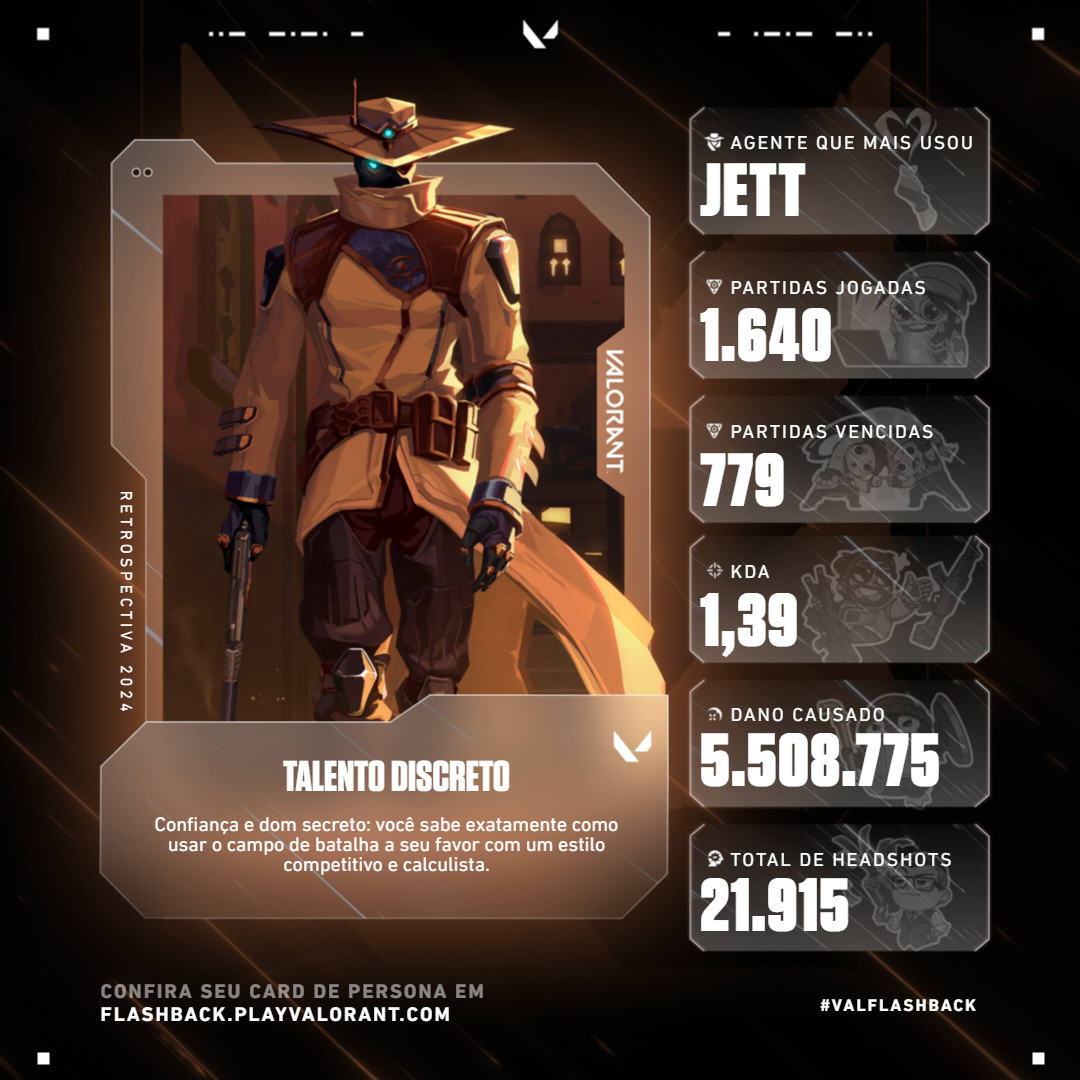 AGENTE QUE MAIS USOU
JETT
PARTIDAS JOGADAS
1.640
PARTIDAS VENCIDAS
779
KDA
1,39
DANO CAUSADO
5.508.775
TOTAL DE HEADSHOTS
21.915
VALORANT
RETROSPECTIVA 2024
TALENTO DISCRETO
Confiança e dom secreto: você sabe exatamente como
usar o campo de batalha a seu favor com um estilo
competitivo e calculista.
CONFIRA SEU CARD DE PERSONA EM
FLASHBACK.PLAYVALORANT.COM
#VALFLASHBACK